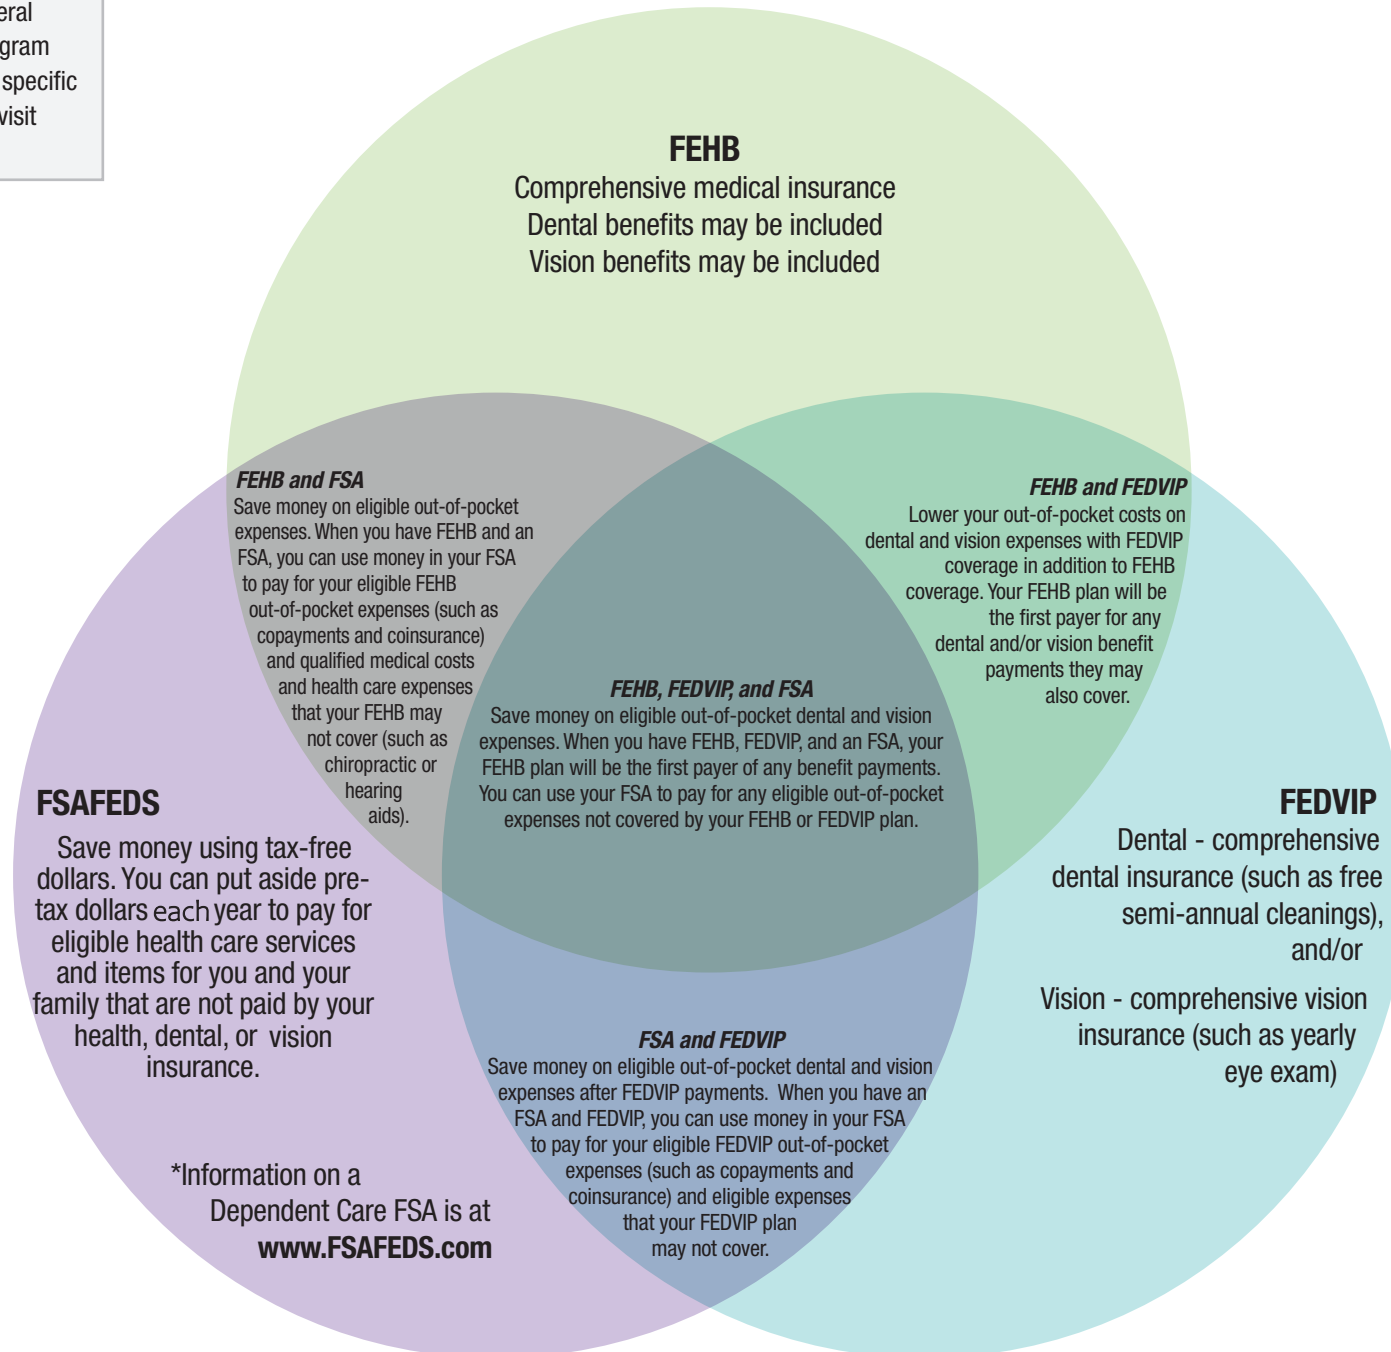 eral
gram
specific
visit
FEHB
Comprehensive medical insurance
Dental benefits may be included
Vision benefits may be included
FEHB and FSA
Save money on eligible out-of-pocket
expenses. When you have FEHB and an
FSA, you can use money in your FSA
to pay for your eligible FEHB
out-of-pocket expenses (such as
copayments and coinsurance)
and qualified medical costs
and health care expenses
that your FEHB may
not cover (such as
chiropractic or
hearing
aids).
FEHB and FEDVIP
Lower your out-of-pocket costs on
dental and vision expenses with FEDVIP
coverage in addition to FEHB
coverage. Your FEHB plan will be
the first payer for any
dental and/or vision benefit
payments they may
also cover.
FEHB, FEDVIP, and FSA
Save money on eligible out-of-pocket dental and vision
expenses. When you have FEHB, FEDVIP, and an FSA, your
FEHB plan will be the first payer of any benefit payments.
You can use your FSA to pay for any eligible out-of-pocket
expenses not covered by your FEHB or FEDVIP plan.
FSAFEDS
Save money using tax-free
dollars. You can put aside pre-
tax dollars each year to pay for
eligible health care services
and items for you and your
family that are not paid by your
health, dental, or vision
insurance.
*Information on a
Dependent Care FSA is at
www.FSAFEDS.com
FSA and FEDVIP
Save money on eligible out-of-pocket dental and vision
expenses after FEDVIP payments. When you have an
FSA and FEDVIP, you can use money in your FSA
to pay for your eligible FEDVIP out-of-pocket
expenses (such as copayments and
coinsurance) and eligible expenses
that your FEDVIP plan
may not cover.
FEDVIP
Dental - comprehensive
dental insurance (such as free
semi-annual cleanings),
and/or
Vision - comprehensive vision
insurance (such as yearly
eye exam)